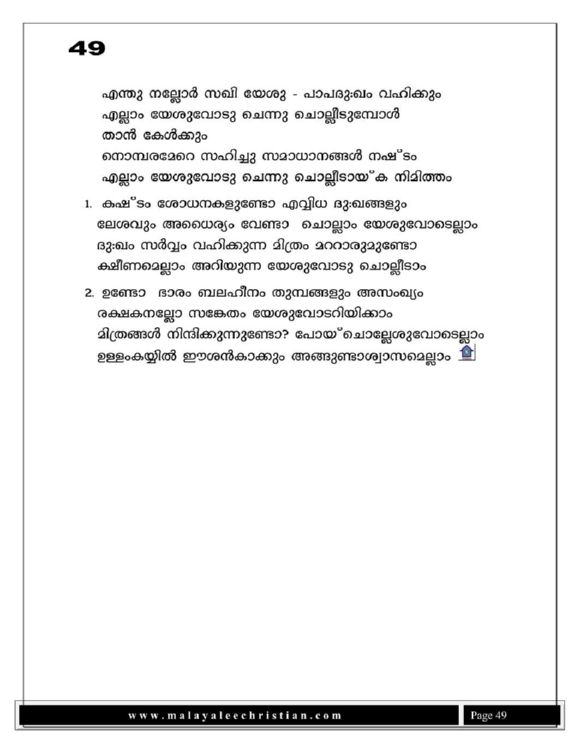 49
എന്തു നല്ലോർ സഖി യേശു - പാപദുഃഖം വഹിക്കും
എല്ലാം യേശുവോടു ചെന്നു ചൊല്ലീടുമ്പോൾ
താൻ കേൾക്കും
നൊമ്പരമേറെ സഹിച്ചു സമാധാനങ്ങൾ നഷ്ടം
എല്ലാം യേശുവോടു ചെന്നു ചൊല്ലീടായ്ക നിമിത്തം
1. കഷ്ടം ശോധനകളുണ്ടോ എവ്വിധ ദുഃഖങ്ങളും
ലേശവും അധൈര്യം വേണ്ടാ ചൊല്ലാം യേശുവോടെല്ലാം
ദുഃഖം സർവ്വം വഹിക്കുന്ന മിത്രം മററാരുമുണ്ടോ
ക്ഷീണമെല്ലാം അറിയുന്ന യേശുവോടു ചൊല്ലീടാം
2. ഉണ്ടോ ഭാരം ബലഹീനം തുമ്പങ്ങളും അസംഖ്യം
രക്ഷകനല്ലോ സങ്കേതം യേശുവോടറിയിക്കാം
മിത്രങ്ങൾ നിന്ദിക്കുന്നുണ്ടോ? പോയ്ചൊല്ലേശുവോടെല്ലാം
ഉള്ളംകയ്യിൽ ഈശൻകാക്കും അങ്ങുണ്ടാശ്വാസമെല്ലാം
www.malayaleechristian.com
Page 49